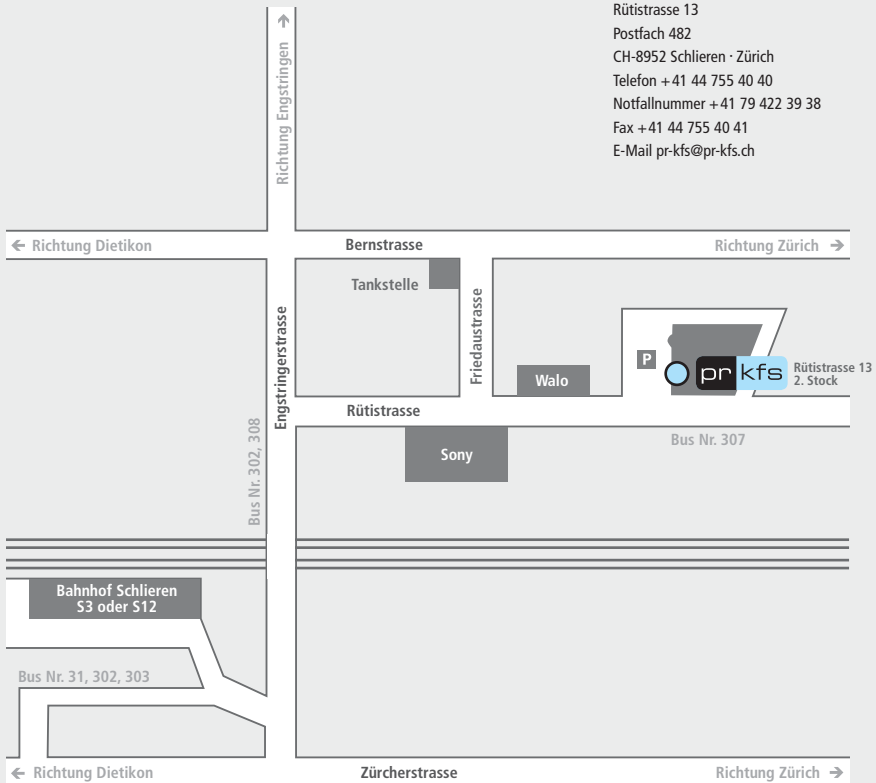 Rütistrasse 13
Postfach 482
CH-8952 Schlieren · Zürich
Telefon +41 44 755 40 40
Notfallnummer +41 79 422 39 38
Fax +41 44 755 40 41
E-Mail pr-kfs@pr-kfs.ch
Richtung Engstringen
← Richtung Dietikon
Bernstrasse
Richtung Zürich →
Tankstelle
Friedaustrasse
Engstringerstrasse
Walo
P
pr kfs
Rütistrasse 13
2. Stock
Rütistrasse
Bus Nr. 302, 308
Sony
Bus Nr. 307
Bahnhof Schlieren
S3 oder S12
Bus Nr. 31, 302, 303
← Richtung Dietikon
Zürcherstrasse
Richtung Zürich →